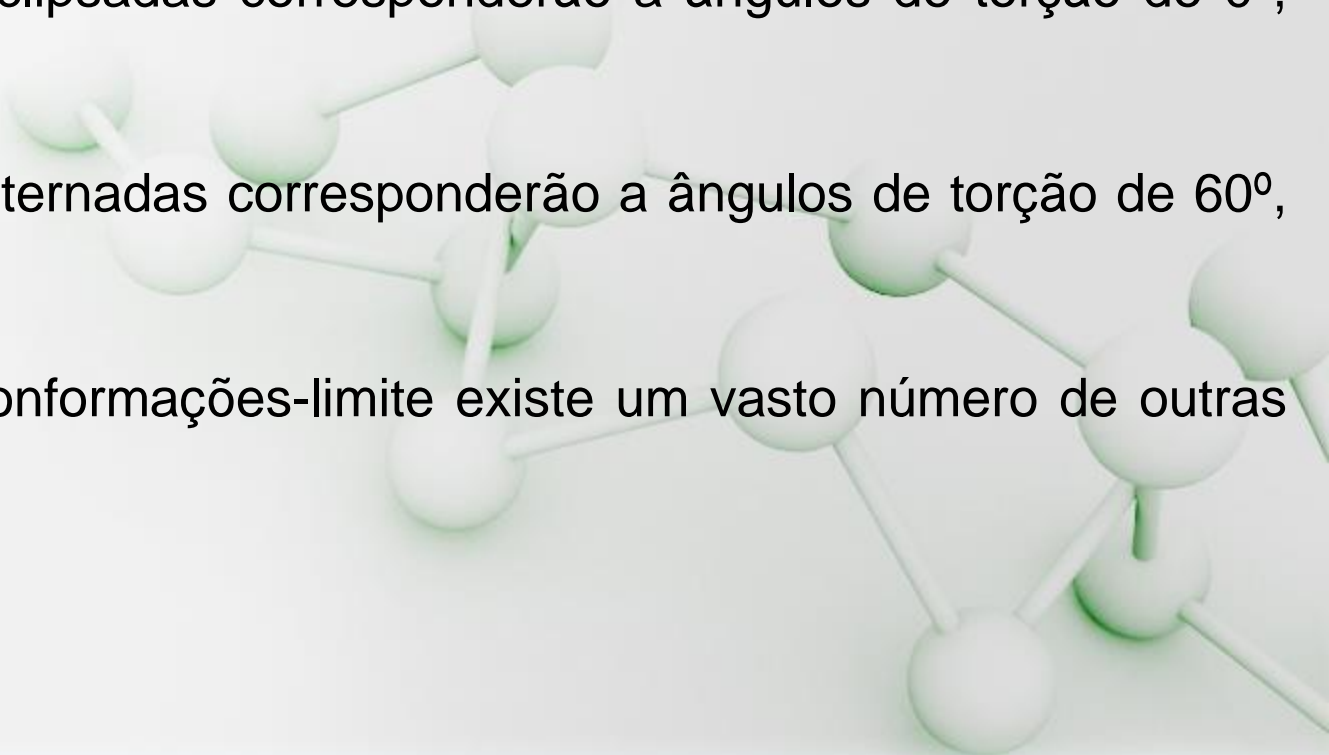 clipsadas corresponderão a ângulos de torção de 0º,
ternadas corresponderão a ângulos de torção de 60º,
onformações-limite existe um vasto número de outras